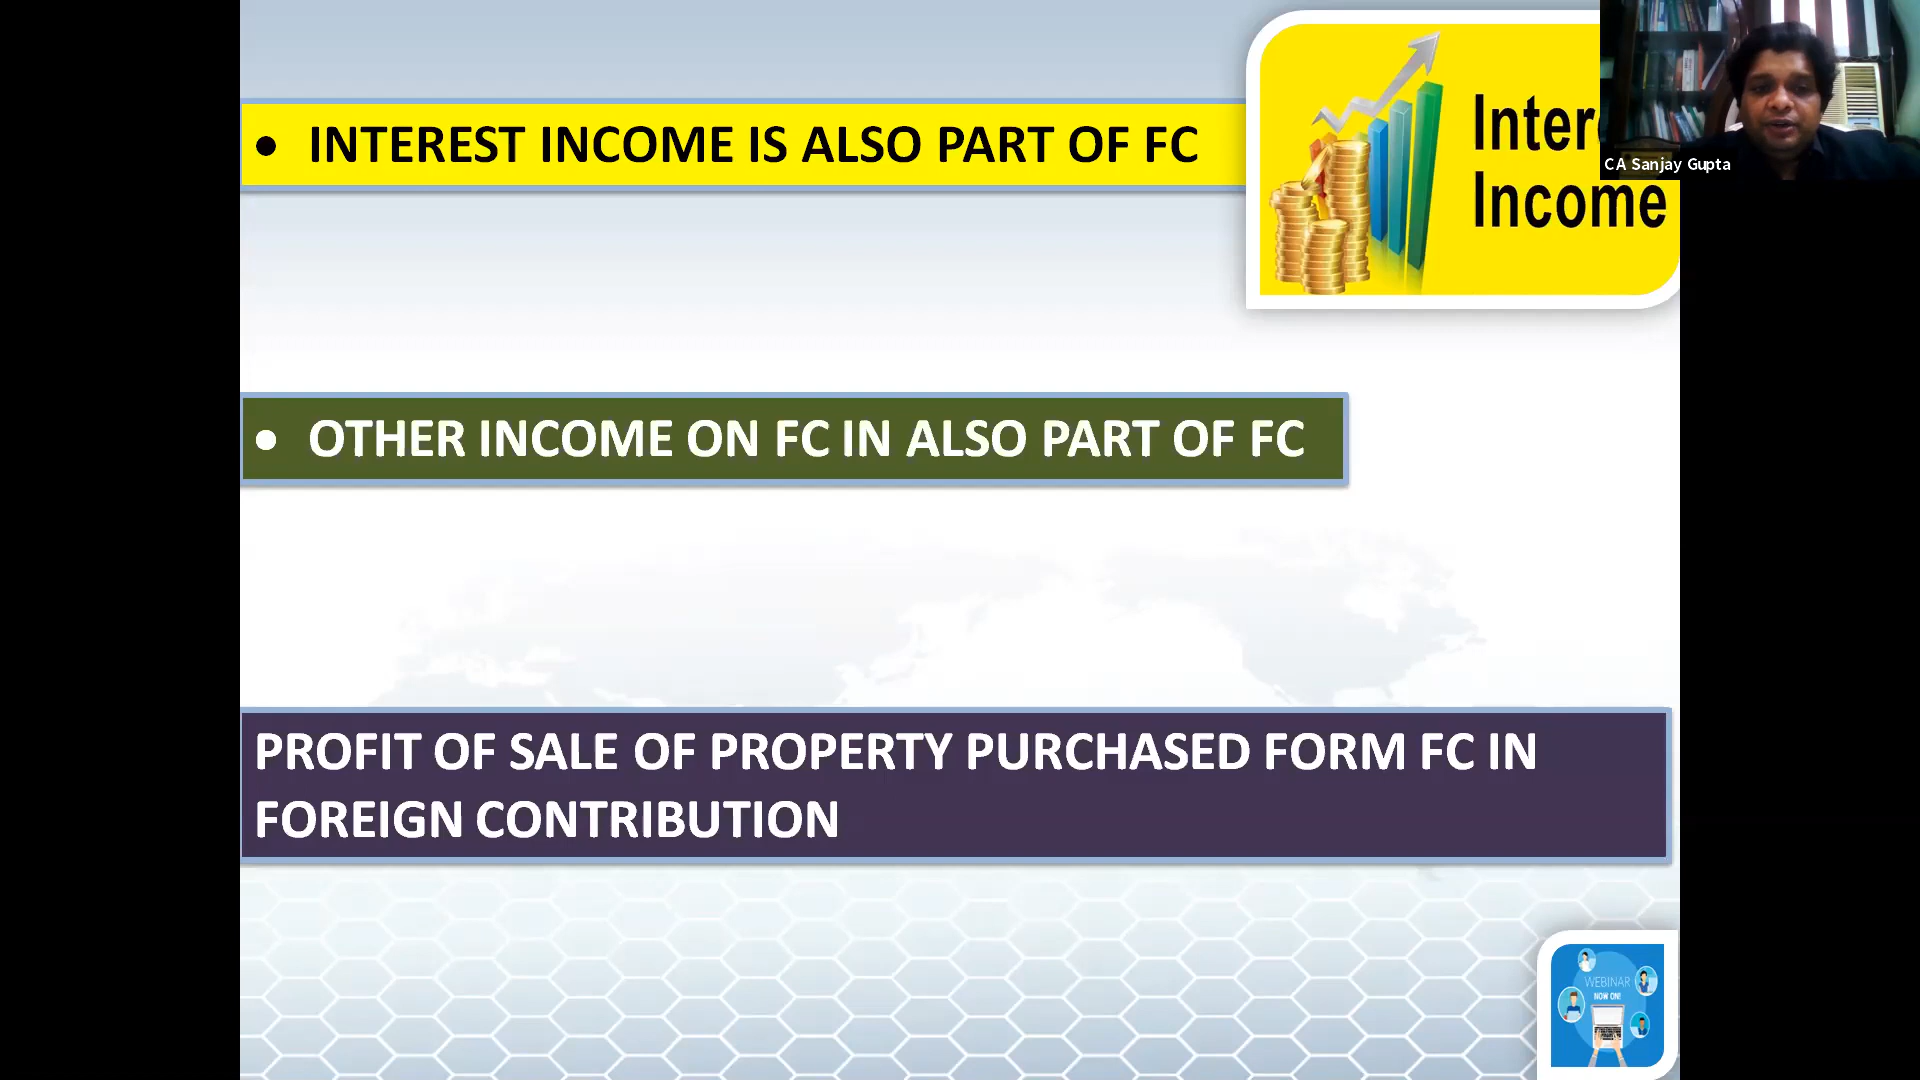 • INTEREST INCOME IS ALSO PART OF FC
Income
CA Sanjay Gupta
• OTHER INCOME ON FC IN ALSO PART OF FC
PROFIT OF SALE OF PROPERTY PURCHASED FORM FC IN
FOREIGN CONTRIBUTION
WEBINAR
NOW ON!